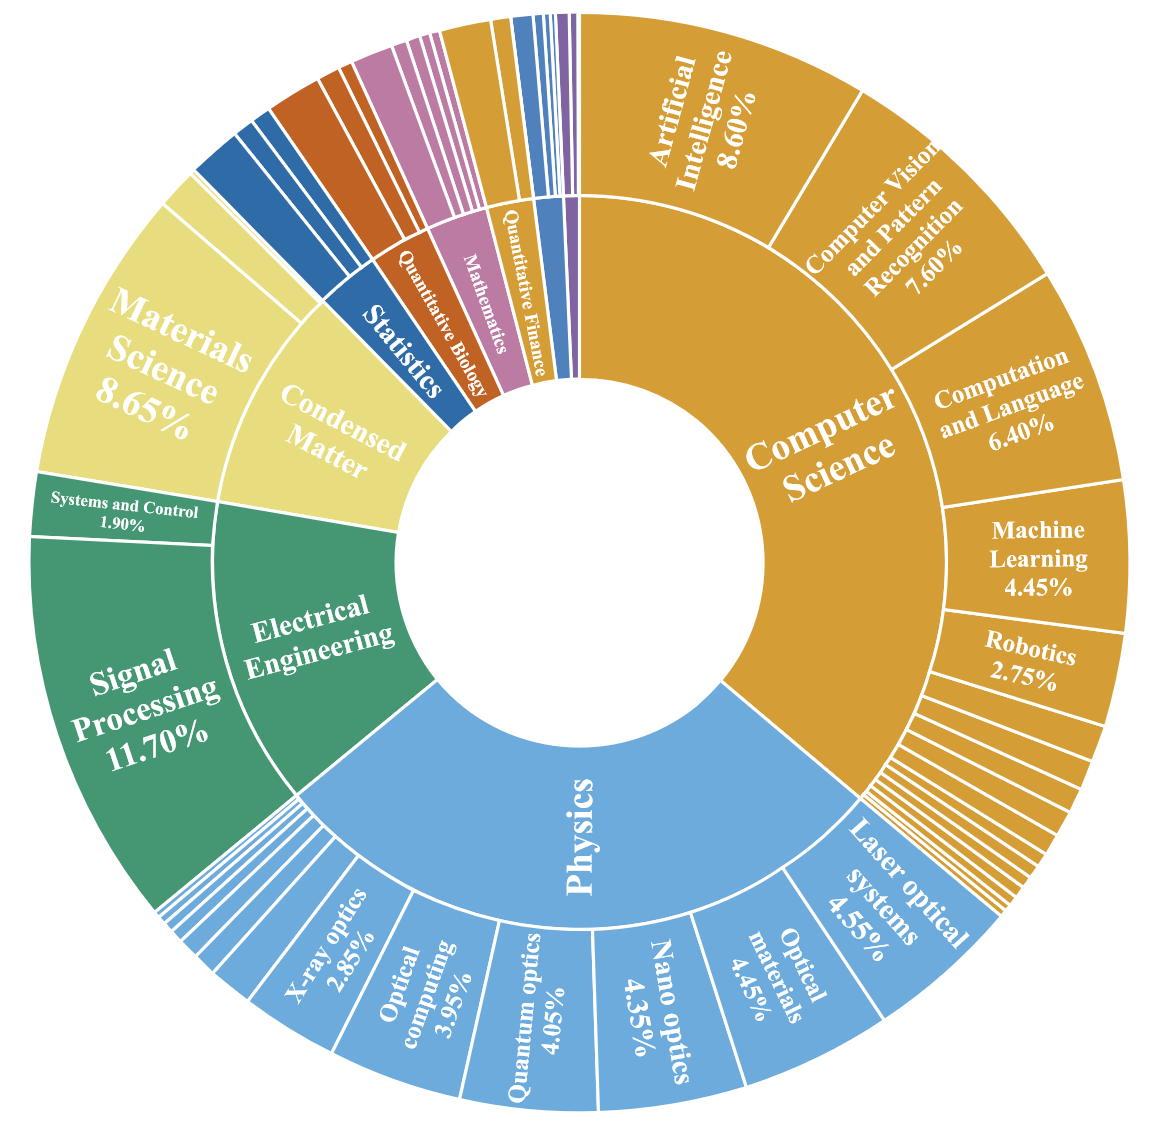 Artificial
Intelligence
8.60%
Computer Vision
and Pattern
Recognition
7.60%
Computation
and Language
6.40%
Machine
Learning
4.45%
Robotics
2.75%
Computer
Science
Laser optical
systems
4.55%
Optical
materials
4.45%
Nano optics
4.35%
Quantum optics
4.05%
Optical
computing
3.95%
X-ray optics
2.85%
Physics
Signal
Processing
11.70%
Systems and Control
1.90%
Electrical
Engineering
Materials
Science
8.65%
Condensed
Matter
Statistics
Quantitative Biology
Mathematics
Quantitative Finance